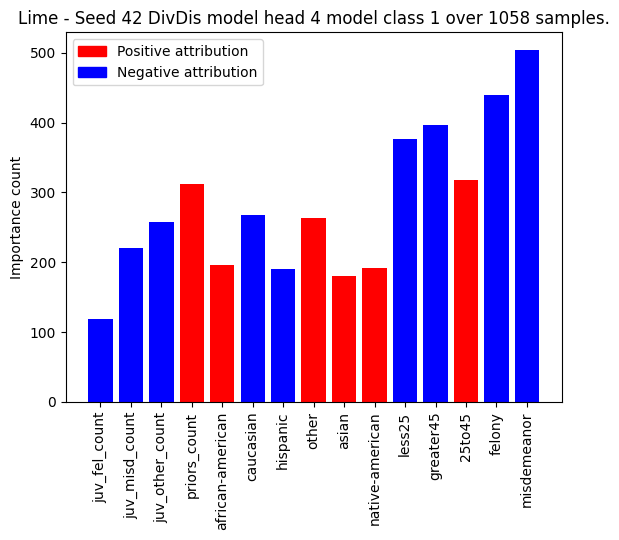 Lime - Seed 42 DivDis model head 4 model class 1 over 1058 samples.
Positive attribution
Negative attribution
Importance count
500
400
300
200
100
0
juv_fel_count
juv_misd_count
juv_other_count
priors_count
african-american
caucasian
hispanic
other
asian
native-american
less25
greater45
25to45
felony
misdemeanor